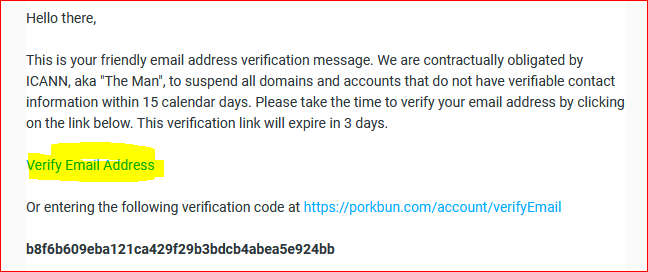 Hello there,
This is your friendly email address verification message. We are contractually obligated by
ICANN, aka "The Man", to suspend all domains and accounts that do not have verifiable contact
information within 15 calendar days. Please take the time to verify your email address by clicking
on the link below. This verification link will expire in 3 days.
Verify Email Address
Or entering the following verification code at https://porkbun.com/account/verifyEmail
b8f6b609eba121ca429f29b3bdcb4abea5e924bb